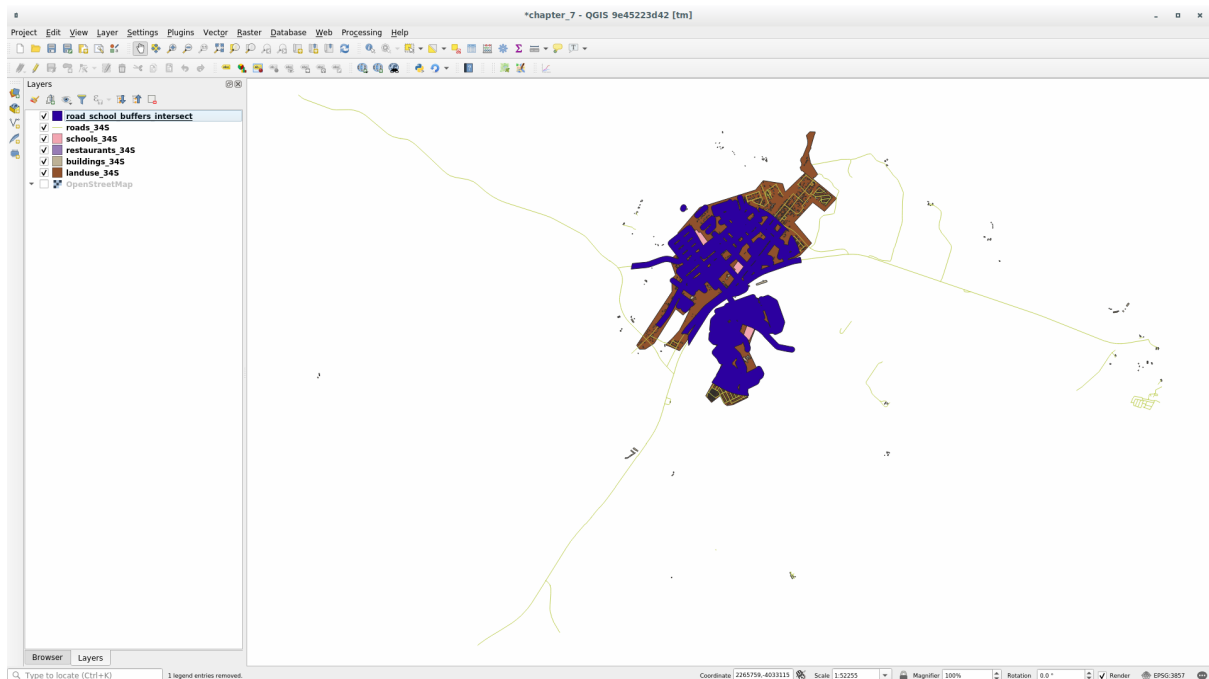 *chapter_7 - QGIS 9e45223d42 [tm]
Project Edit View Layer Settings Plugins Vector Raster Database Web Processing Help
Layers
road_school_buffers_intersect
roads_34S
schools_34S
restaurants_34S
buildings_34S
landuse_34S
OpenStreetMap
Browser Layers
Type to locate (Ctrl+K) 1 legend entries removed. Coordinate 2265759,-4033115 Scale 1:52255 Magnifier 100% Rotation 0.0 ° Render EPSG:3857